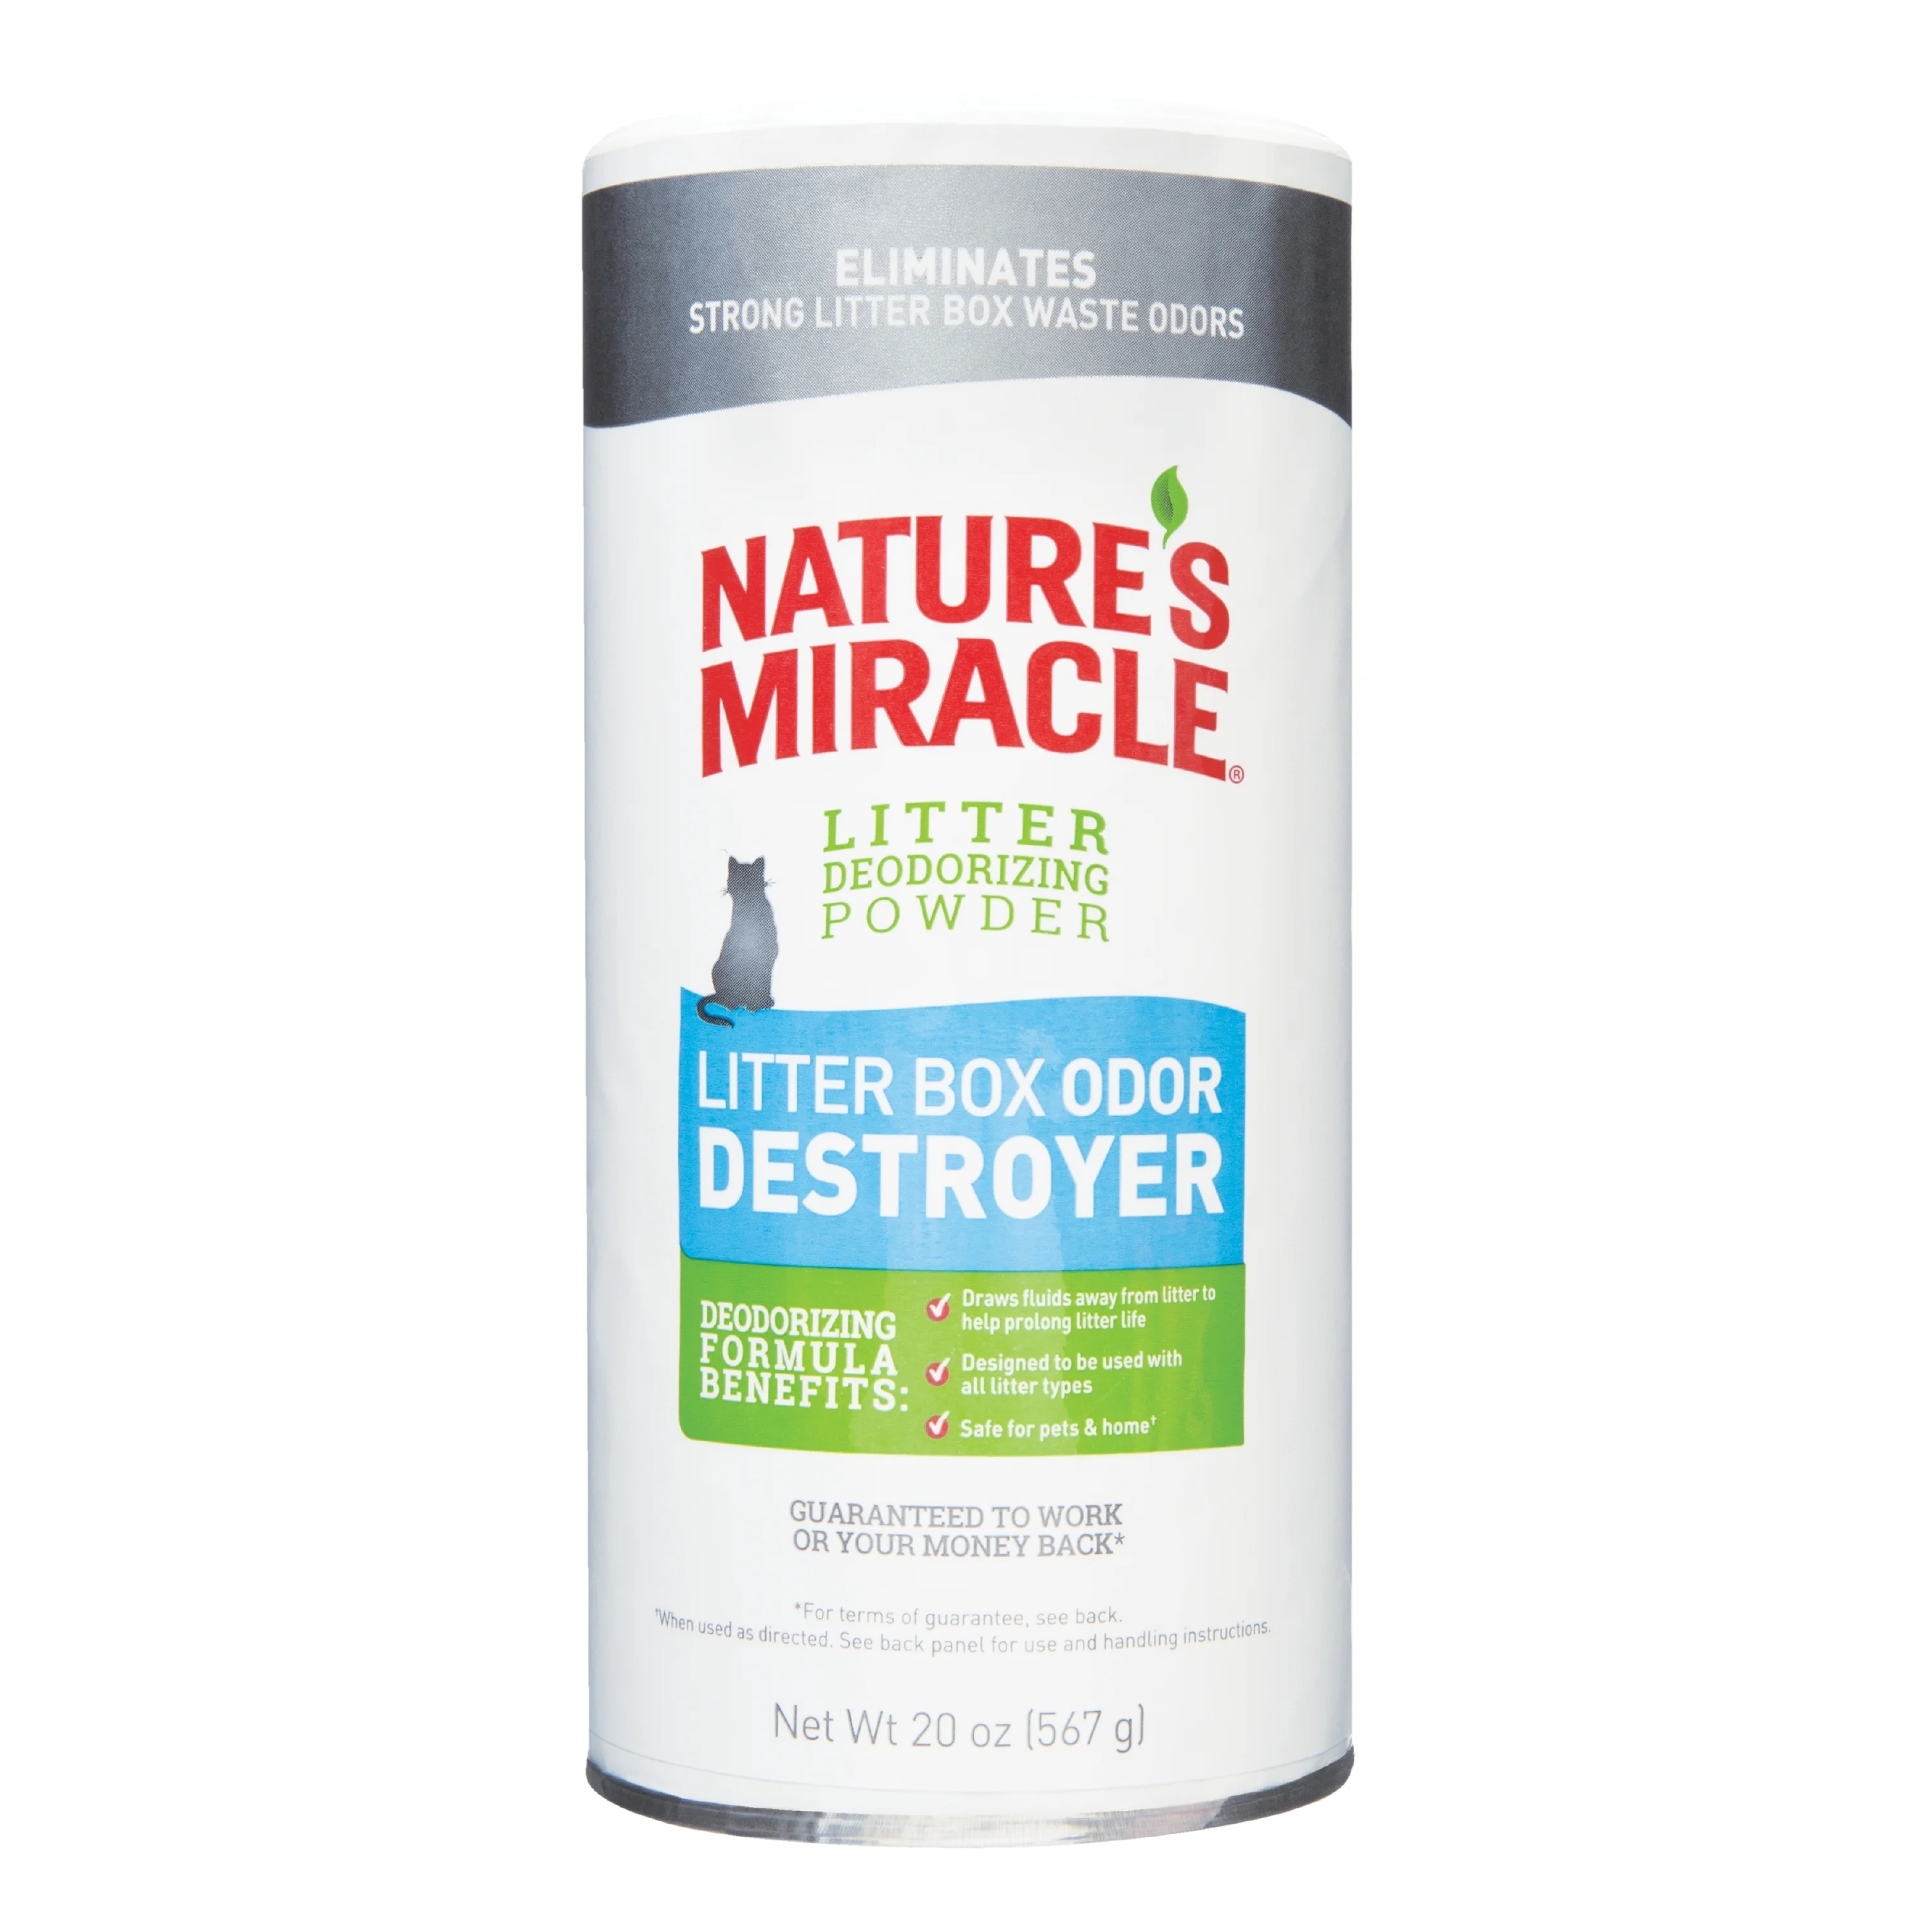 ELIMINATES
STRONG LITTER BOX WASTE ODORS
NATURE'S
MIRACLE®
LITTER
DEODORIZING
POWDER
LITTER BOX ODOR
DESTROYER
DEODORIZING
FORMULA
BENEFITS:
Draws fluids away from litter to
help prolong litter life
Designed to be used with
all litter types
Safe for pets & home†
GUARANTEED TO WORK
OR YOUR MONEY BACK*
*For terms of guarantee, see back.
†When used as directed. See back panel for use and handling instructions.
Net Wt 20 oz (567 g)